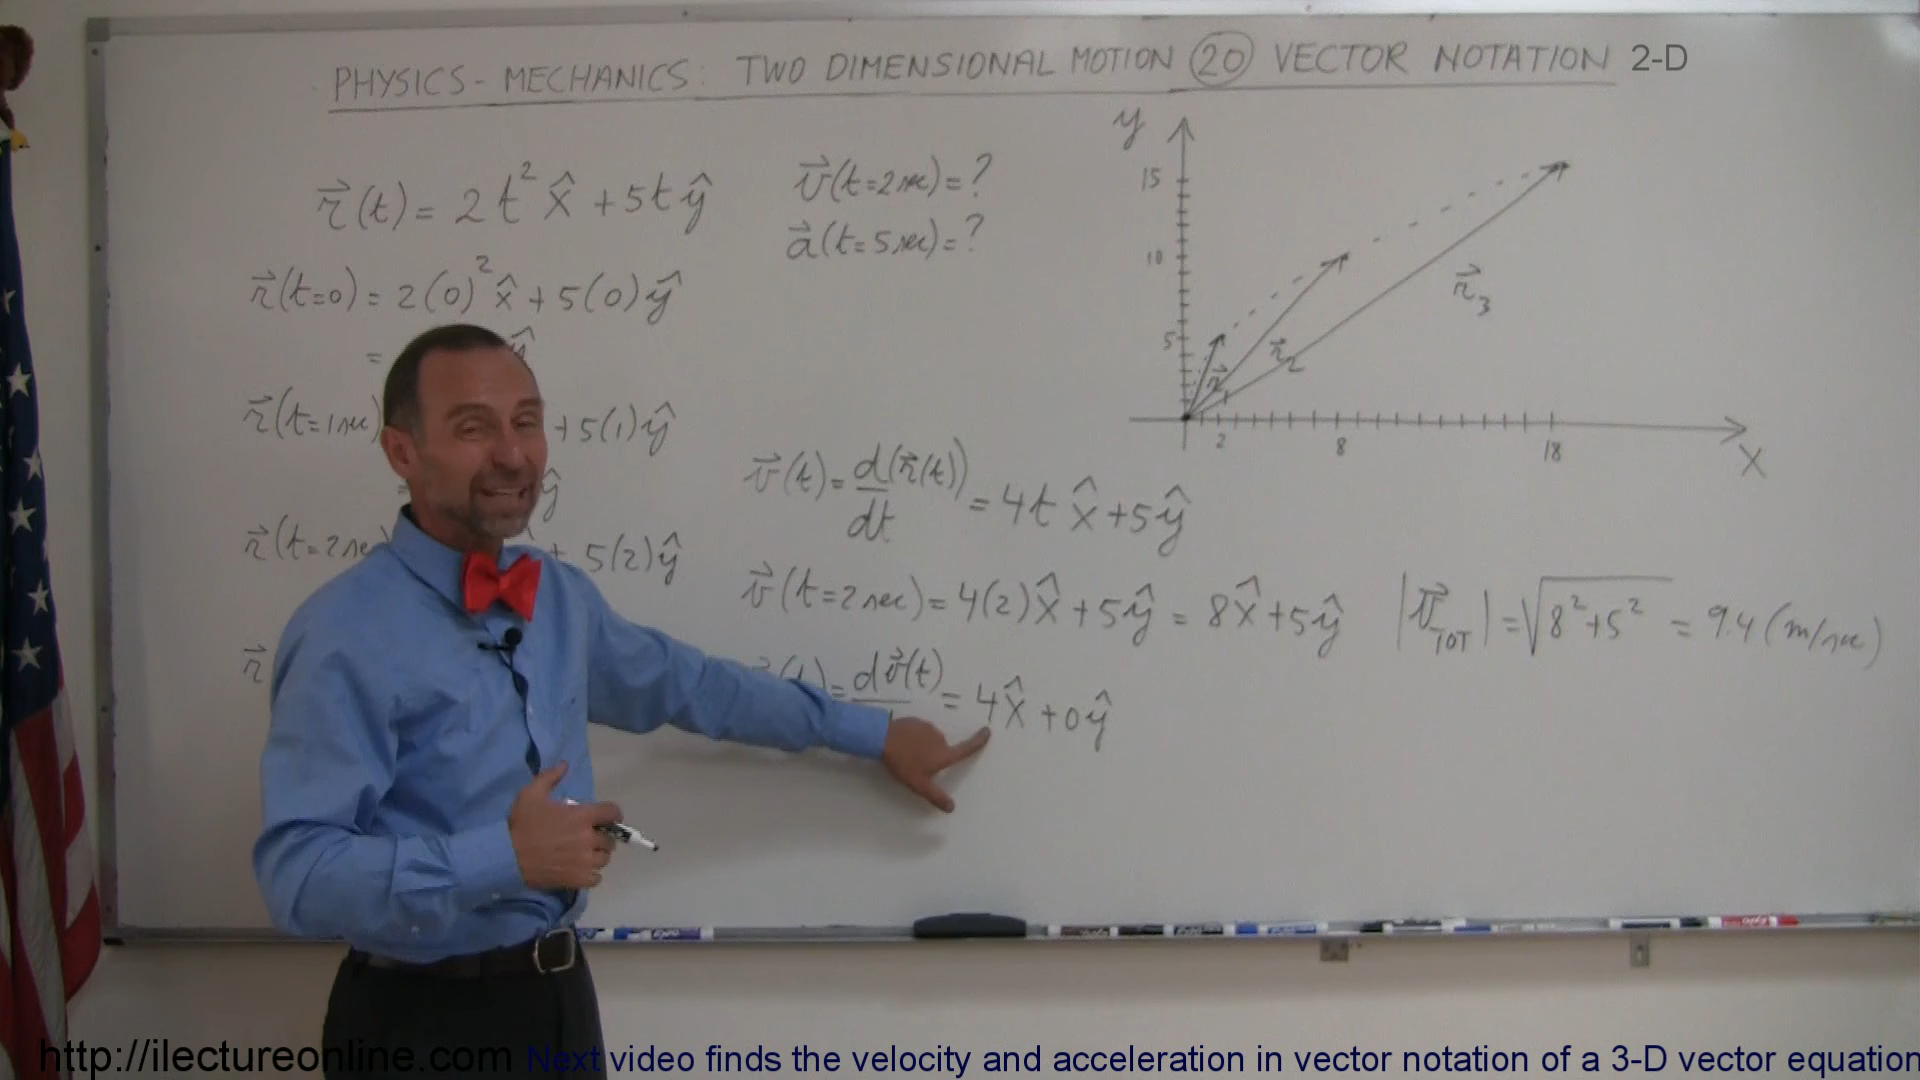 PHYSICS - MECHANICS: TWO DIMENSIONAL MOTION 20 VECTOR NOTATION 2-D
r⃗(t) = 2t² x̂ + 5t ŷ
v⃗(t=2sec) = ?
a⃗(t=5sec) = ?
r⃗(t=0) = 2(0)² x̂ + 5(0) ŷ
= ŷ
r⃗(t=1sec) + 5(1) ŷ
= ŷ
r⃗(t=2sec) + 5(2) ŷ
r⃗
y
15
10
5
2 8 18
x
r⃗
r⃗₂
r⃗₃
v⃗(t) = d(r⃗(t))/dt = 4t x̂ + 5ŷ
v⃗(t=2sec) = 4(2) x̂ + 5ŷ = 8x̂ + 5ŷ |v⃗TOT| = √8²+5² = 9.4 (m/sec)
(t) = dv⃗(t) = 4x̂ + 0ŷ
http://ilectureonline.com Next video finds the velocity and acceleration in vector notation of a 3-D vector equation